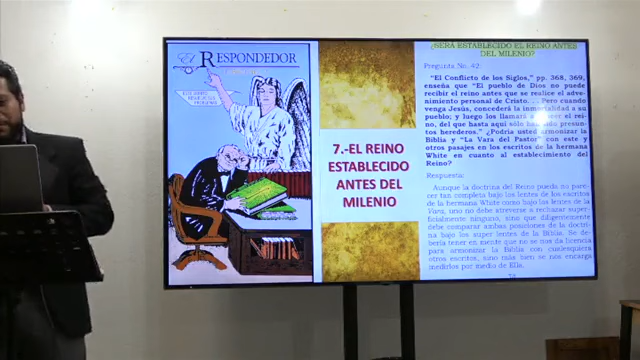 El RESPONDEDOR
7.-EL REINO
ESTABLECIDO
ANTES DEL
MILENIO
¿SERÁ ESTABLECIDO EL REINO ANTES
DEL MILENIO?
Pregunta No. 42:
"El Conflicto de los Siglos," pp. 368, 369,
enseña que "El pueblo de Dios no puede
recibir el reino antes que se realice el adve-
nimiento personal de Cristo. ... Pero cuando
venga Jesús, concederá la inmortalidad a su
pueblo; y luego los llamará a poseer el rei-
no, del que hasta aquí sólo han sido presun-
tos herederos." ¿Podría usted armonizar la
Biblia y "La Vara del Pastor" con este y
otros pasajes en los escritos de la hermana
White en cuanto al establecimiento del
Reino?
Respuesta:
Aunque la doctrina del Reino pueda no pare-
cer tan completa bajo los lentes de los escritos
de la hermana White como bajo los lentes de la
Vara, uno no debe atreverse a rechazar super-
ficialmente ninguno, sino que diligentemente
debe comparar ambas posiciones de la doctri-
na bajo los super lentes de la Biblia. Se de-
bería tener en mente que no se nos da licencia
para armonizar la Biblia con cualesquiera
otros escritos, sino más bien se nos encarga
medirlos por medio de Ella.